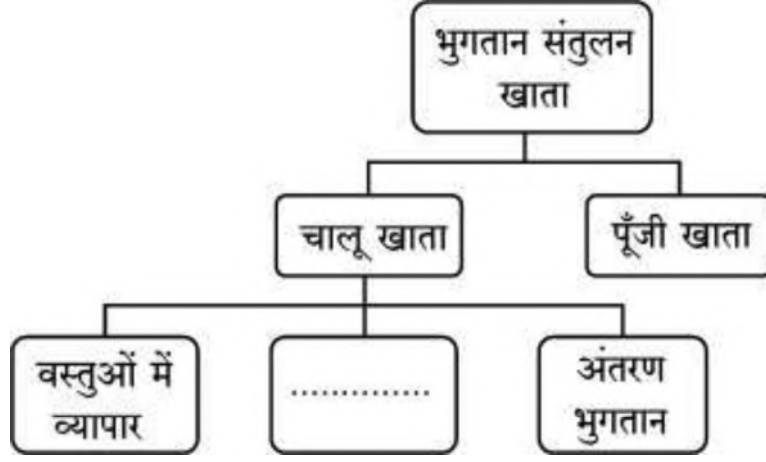 भुगतान संतुलन
खाता
चालू खाता
पूँजी खाता
वस्तुओं में
व्यापार
..............
अंतरण
भुगतान